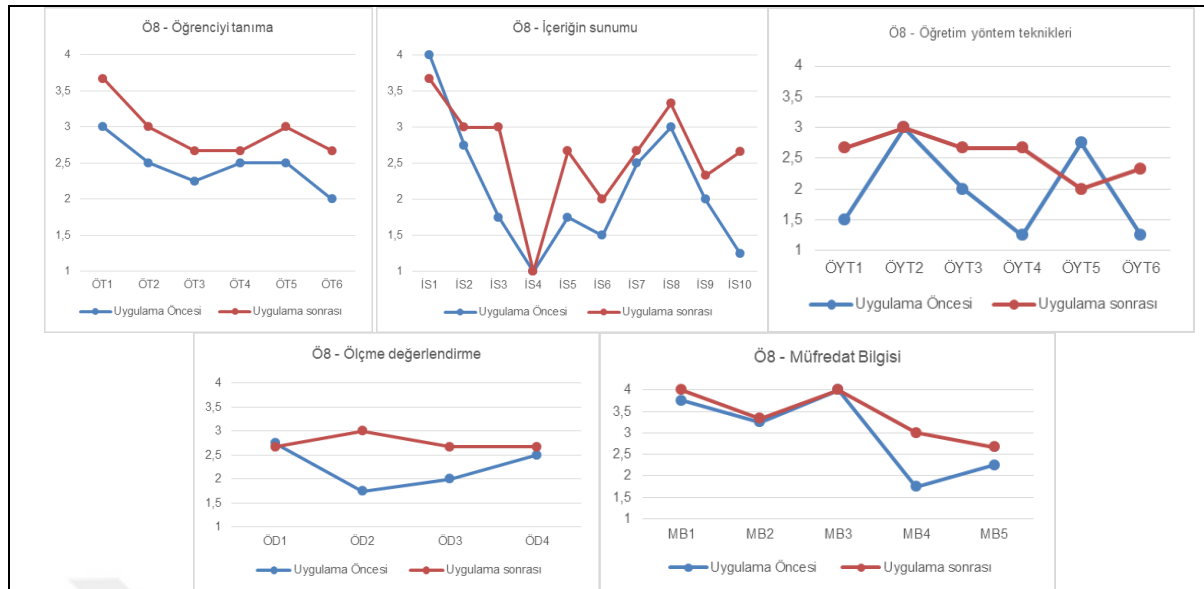 Ö8 - Öğrenciyi tanıma
4
3,5
3
2,5
2
1,5
1
ÖT1 ÖT2 ÖT3 ÖT4 ÖT5 ÖT6
Uygulama Öncesi Uygulama sonrası
Ö8 - İçeriğin sunumu
4
3,5
3
2,5
2
1,5
1
İS1 İS2 İS3 İS4 İS5 İS6 İS7 İS8 İS9 İS10
Uygulama Öncesi Uygulama sonrası
Ö8 - Öğretim yöntem teknikleri
4
3,5
3
2,5
2
1,5
1
ÖYT1 ÖYT2 ÖYT3 ÖYT4 ÖYT5 ÖYT6
Uygulama Öncesi Uygulama sonrası
Ö8 - Ölçme değerlendirme
4
3,5
3
2,5
2
1,5
1
ÖD1 ÖD2 ÖD3 ÖD4
Uygulama Öncesi Uygulama sonrası
Ö8 - Müfredat Bilgisi
4
3,5
3
2,5
2
1,5
1
MB1 MB2 MB3 MB4 MB5
Uygulama Öncesi Uygulama sonrası